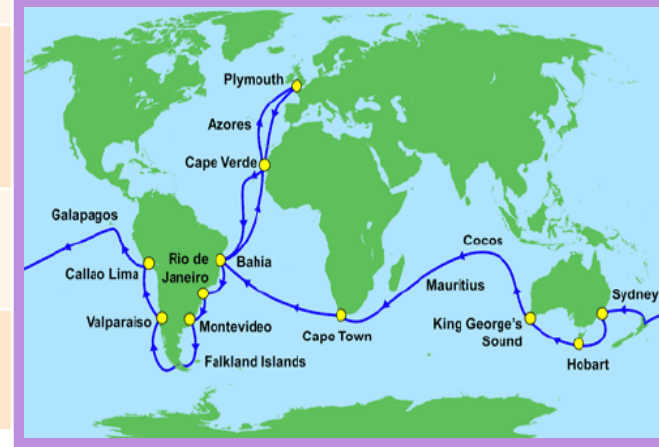 Plymouth
Azores
Cape Verde
Galapagos
Cocos
Rio de
Janeiro
Bahia
Callao Lima
Mauritius
Sydney
Valparaiso
Montevideo
King George's
Sound
Cape Town
Falkland Islands
Hobart